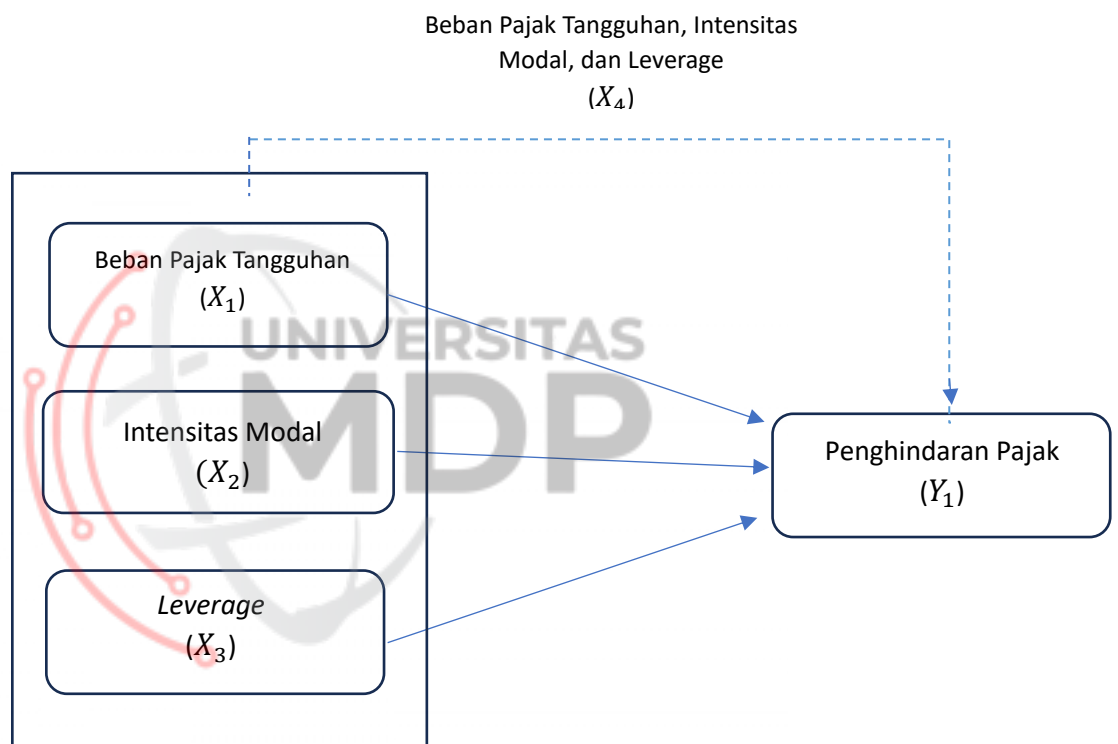 Beban Pajak Tangguhan, Intensitas
Modal, dan Leverage
(X₄)
Beban Pajak Tangguhan
(X₁)
UNIVERSITAS
MDP
Intensitas Modal
(X₂)
Penghindaran Pajak
(Y₁)
Leverage
(X₃)